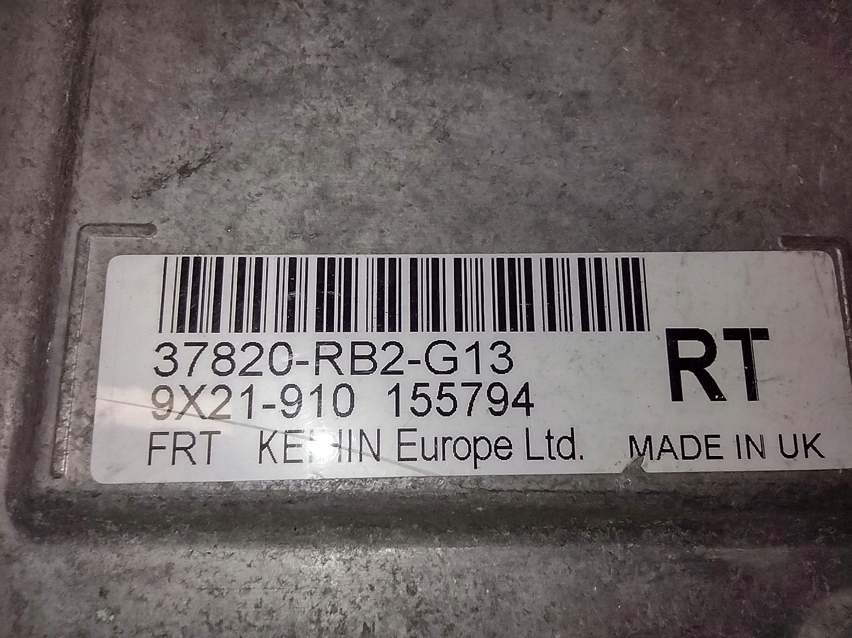 37820-RB2-G13
RT
9X21-910 155794
FRT KEIHIN Europe Ltd. MADE IN UK